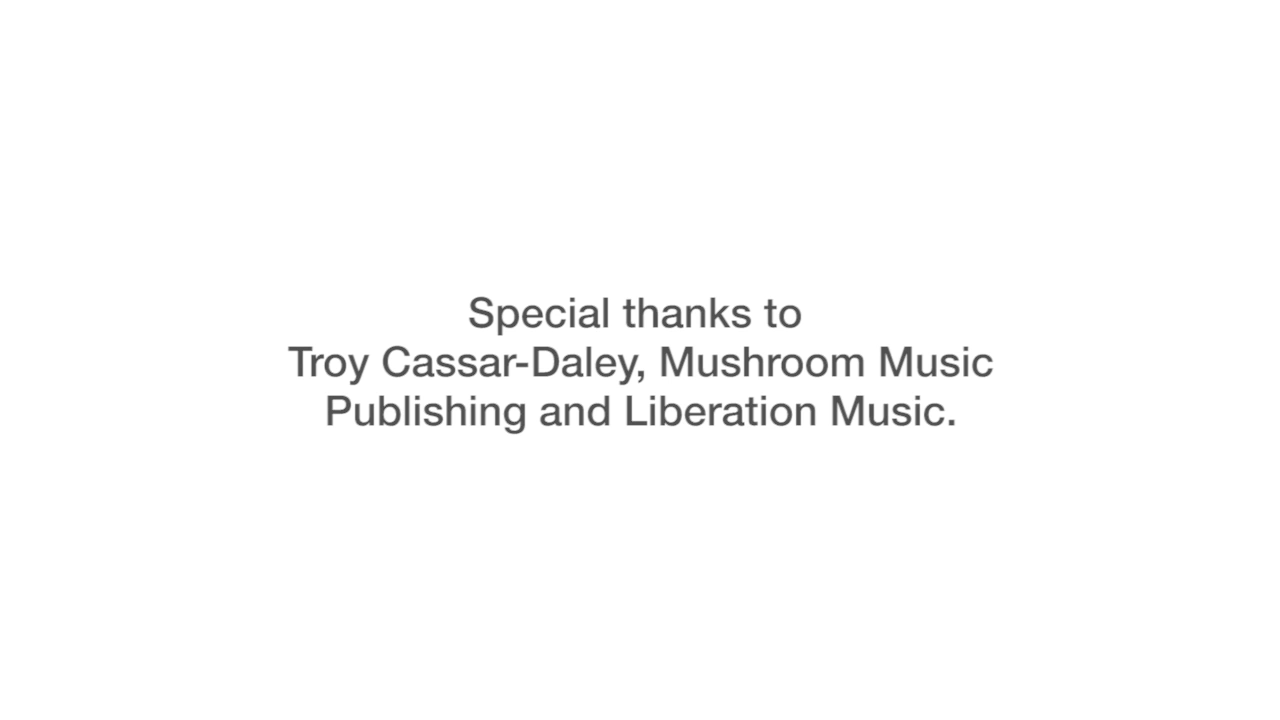 Special thanks to
Troy Cassar-Daley, Mushroom Music
Publishing and Liberation Music.